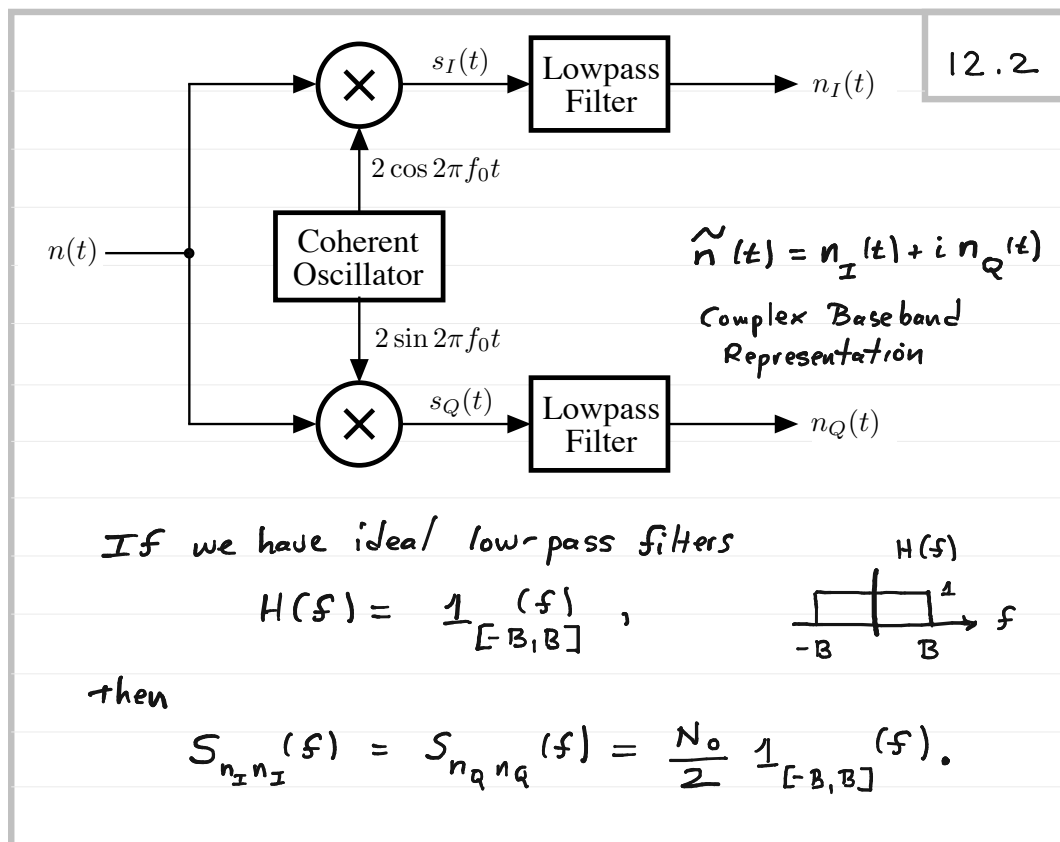 12.2
s_I(t)
Lowpass
Filter
n_I(t)
2 cos 2πf_0t
n(t)
Coherent
Oscillator
ñ(t) = n_I(t) + i n_Q(t)
Complex Baseband
Representation
2 sin 2πf_0t
s_Q(t)
Lowpass
Filter
n_Q(t)
If we have ideal low-pass filters
H(f) = 1_[-B,B](f) ,
H(f)
1
f
-B B
then
S_{n_I n_I}(f) = S_{n_Q n_Q}(f) = N_0/2 1_[-B,B](f).